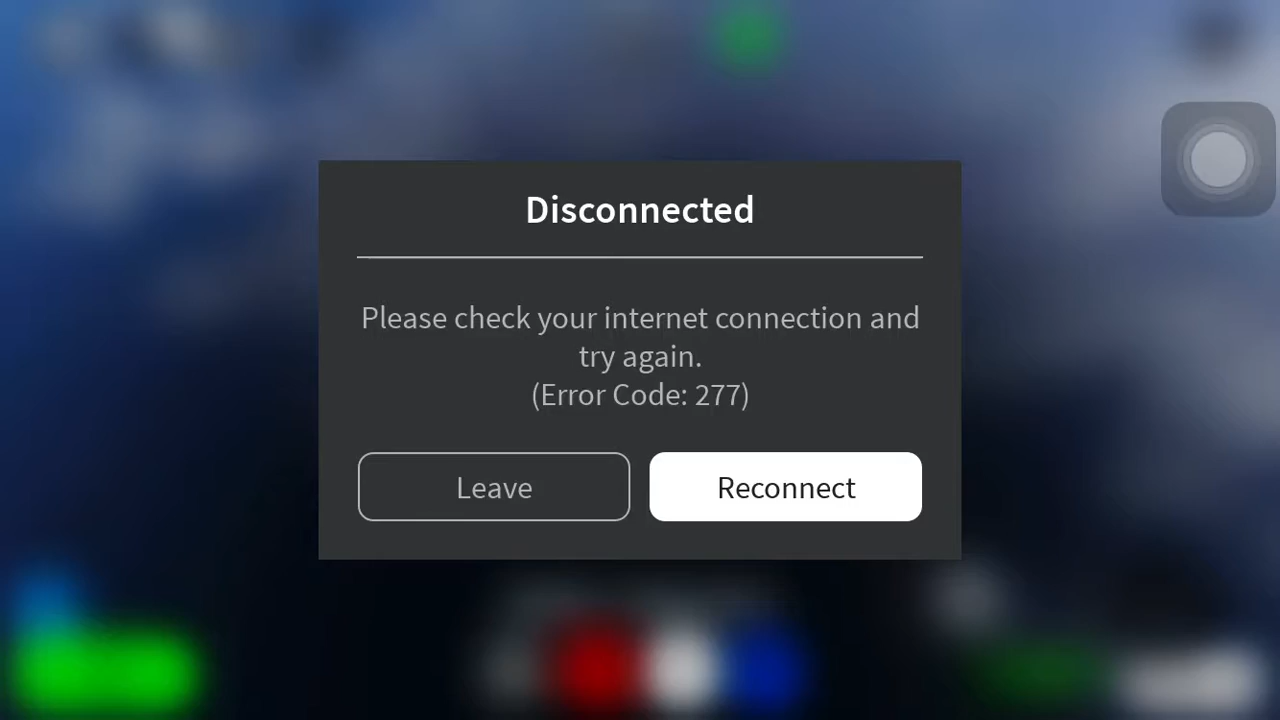 Disconnected
Please check your internet connection and
try again.
(Error Code: 277)
Leave
Reconnect